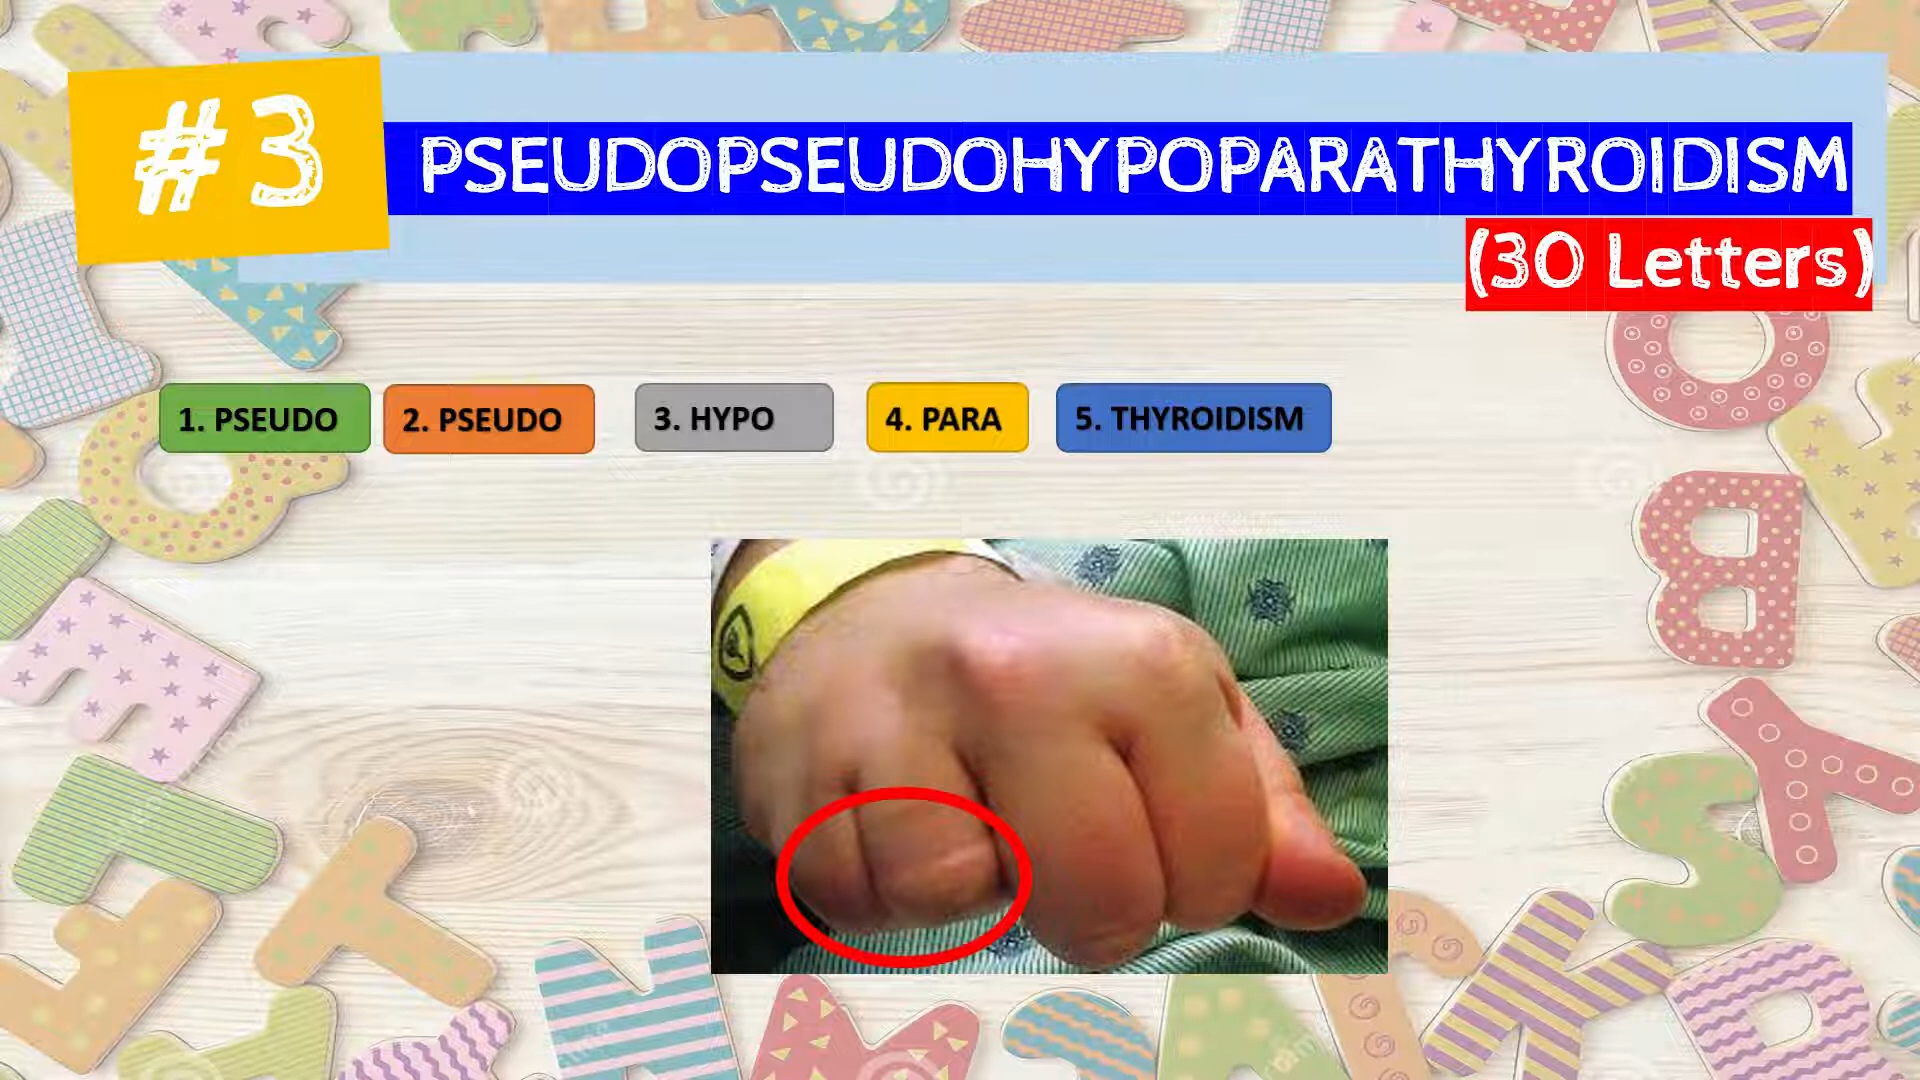 #3
PSEUDOPSEUDOHYPOPARATHYROIDISM
(30 Letters)
1. PSEUDO 2. PSEUDO 3. HYPO 4. PARA 5. THYROIDISM